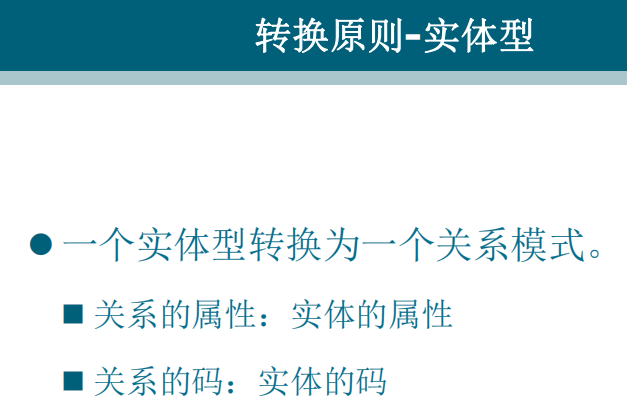 转换原则-实体型
一个实体型转换为一个关系模式。
关系的属性：实体的属性
关系的码：实体的码